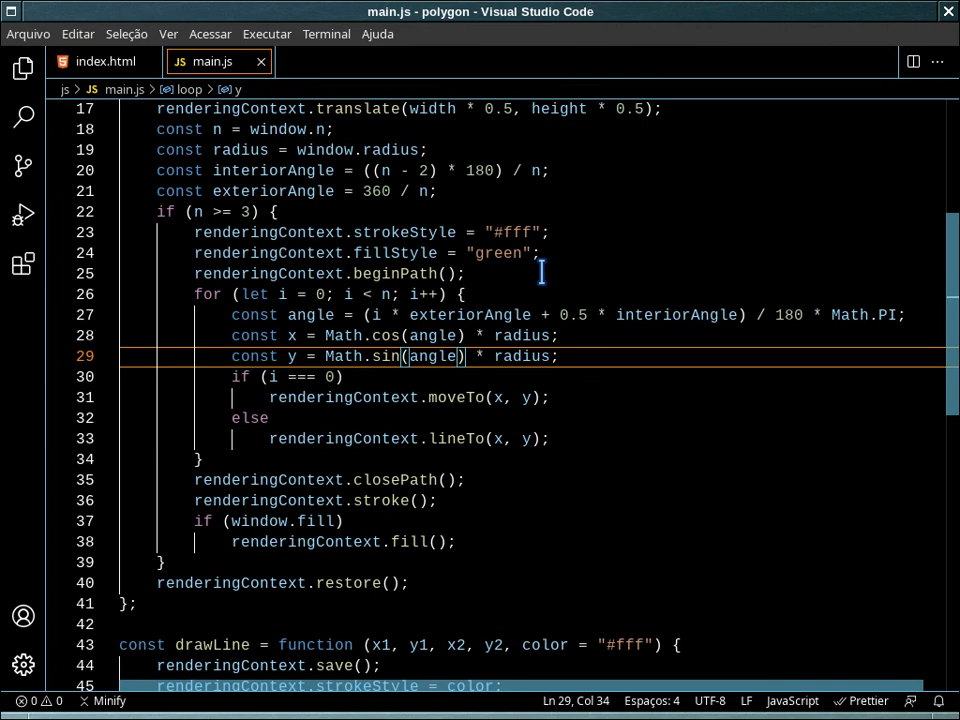 main.js - polygon - Visual Studio Code
Arquivo Editar Seleção Ver Acessar Executar Terminal Ajuda
index.html JS main.js
js > JS main.js > loop > y
17 renderingContext.translate(width * 0.5, height * 0.5);
18 const n = window.n;
19 const radius = window.radius;
20 const interiorAngle = ((n - 2) * 180) / n;
21 const exteriorAngle = 360 / n;
22 if (n >= 3) {
23 renderingContext.strokeStyle = "#fff";
24 renderingContext.fillStyle = "green";
25 renderingContext.beginPath();
26 for (let i = 0; i < n; i++) {
27 const angle = (i * exteriorAngle + 0.5 * interiorAngle) / 180 * Math.PI;
28 const x = Math.cos(angle) * radius;
29 const y = Math.sin(angle) * radius;
30 if (i === 0)
31 renderingContext.moveTo(x, y);
32 else
33 renderingContext.lineTo(x, y);
34 }
35 renderingContext.closePath();
36 renderingContext.stroke();
37 if (window.fill)
38 renderingContext.fill();
39 }
40 renderingContext.restore();
41 };
42
43 const drawLine = function (x1, y1, x2, y2, color = "#fff") {
44 renderingContext.save();
45 renderingContext.strokeStyle = color;
0 0 Minify Ln 29, Col 34 Espaços: 4 UTF-8 LF JavaScript Prettier